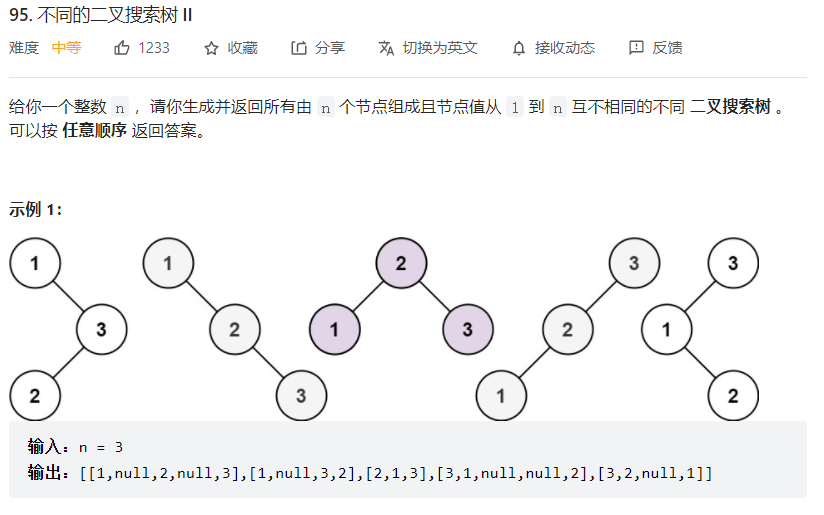 95. 不同的二叉搜索树 II
难度 中等 1233 收藏 分享 切换为英文 接收动态 反馈
给你一个整数 n ，请你生成并返回所有由 n 个节点组成且节点值从 1 到 n 互不相同的不同 二叉搜索树 。
可以按 任意顺序 返回答案。
示例 1：
1 1 2 3 3
3 2 1 3 2 1
2 3 1 2
输入：n = 3
输出：[[1,null,2,null,3],[1,null,3,2],[2,1,3],[3,1,null,null,2],[3,2,null,1]]